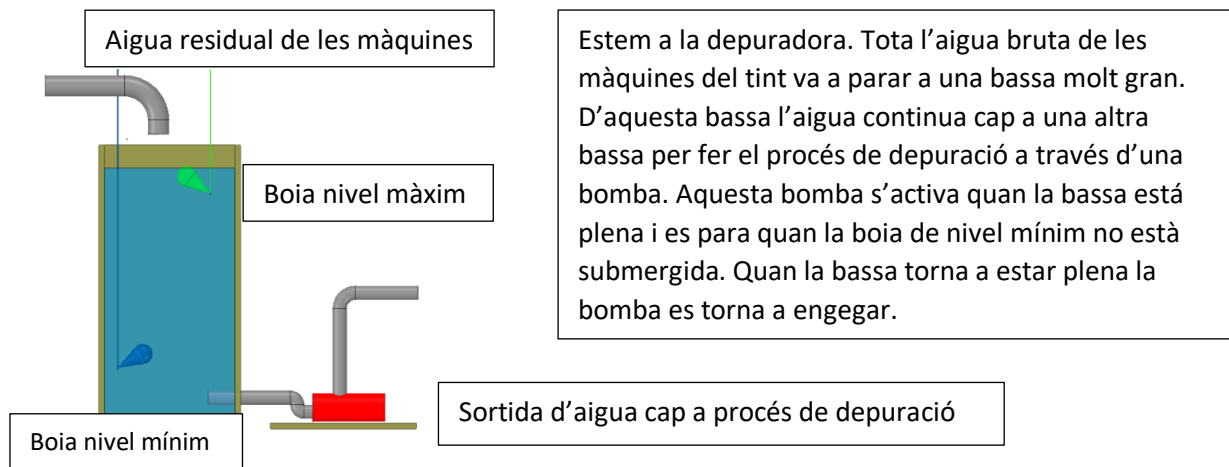 Aigua residual de les màquines
Boia nivel màxim
Boia nivel mínim
Estem a la depuradora. Tota l’aigua bruta de les
màquines del tint va a parar a una bassa molt gran.
D’aquesta bassa l’aigua continua cap a una altra
bassa per fer el procés de depuració a través d’una
bomba. Aquesta bomba s’activa quan la bassa está
plena i es para quan la boia de nivel mínim no està
submergida. Quan la bassa torna a estar plena la
bomba es torna a engegar.
Sortida d’aigua cap a procés de depuració